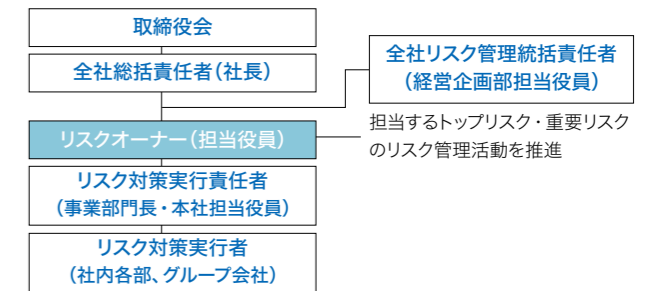 取締役会
全社総括責任者(社長)
全社リスク管理統括責任者
(経営企画部担当役員)
リスクオーナー(担当役員)
担当するトップリスク・重要リスク
のリスク管理活動を推進
リスク対策実行責任者
(事業部門長・本社担当役員)
リスク対策実行者
(社内各部、グループ会社)